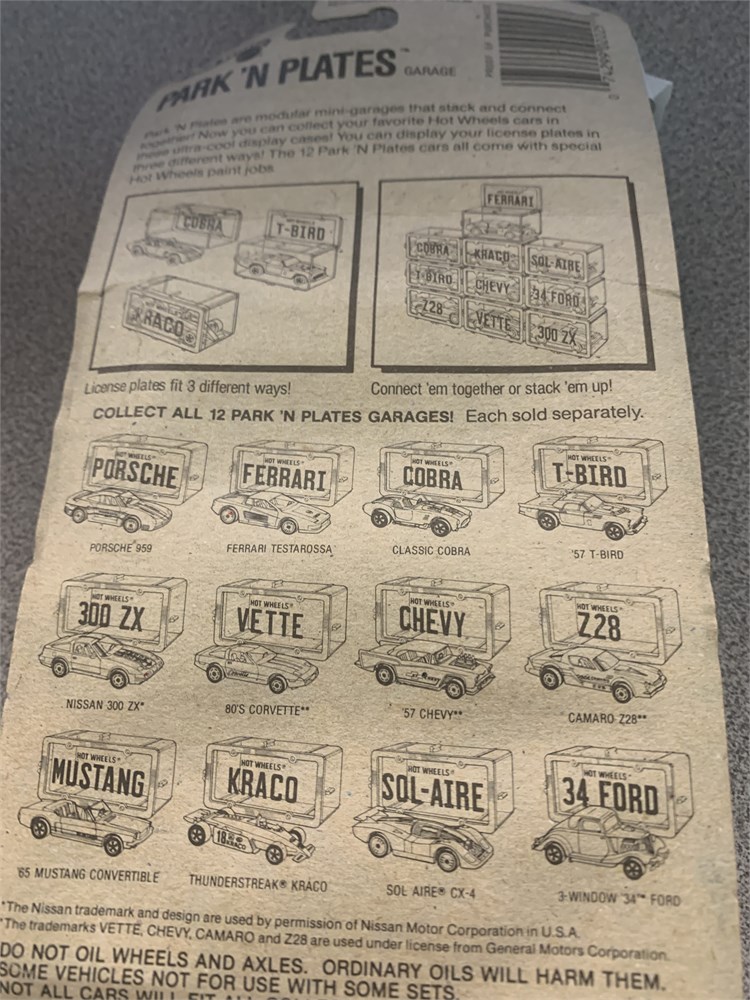 PROOF OF PURCHASE
PARK 'N PLATES™ GARAGE
Park 'N Plates are modular mini-garages that stack and connect
together! Now you can collect your favorite Hot Wheels cars in
these ultra-cool display cases! You can display your license plates in
three different ways! The 12 Park 'N Plates cars all come with special
Hot Wheels paint jobs
COBRA
HOT WHEELS
T-BIRD
KRACO
FERRARI
COBRA KRACO SOL-AIRE
T-BIRD CHEVY 34 FORD
Z28 VETTE 300 ZX
License plates fit 3 different ways!
Connect 'em together or stack 'em up!
COLLECT ALL 12 PARK 'N PLATES GARAGES! Each sold separately.
HOT WHEELS® HOT WHEELS® HOT WHEELS® HOT WHEELS®
PORSCHE FERRARI COBRA T-BIRD
PORSCHE 959 FERRARI TESTAROSSA CLASSIC COBRA '57 T-BIRD
HOT WHEELS® HOT WHEELS® HOT WHEELS® HOT WHEELS®
300 ZX VETTE CHEVY Z28
NISSAN 300 ZX* 80'S CORVETTE** '57 CHEVY** CAMARO Z28**
HOT WHEELS® HOT WHEELS® HOT WHEELS® HOT WHEELS®
MUSTANG KRACO SOL-AIRE 34 FORD
'65 MUSTANG CONVERTIBLE THUNDERSTREAK® KRACO SOL AIRE® CX-4 3-WINDOW '34™ FORD
*The Nissan trademark and design are used by permission of Nissan Motor Corporation in U.S.A.
*The trademarks VETTE, CHEVY, CAMARO and Z28 are used under license from General Motors Corporation.
DO NOT OIL WHEELS AND AXLES. ORDINARY OILS WILL HARM THEM.
SOME VEHICLES NOT FOR USE WITH SOME SETS.
NOT ALL CARS WILL FIT ALL